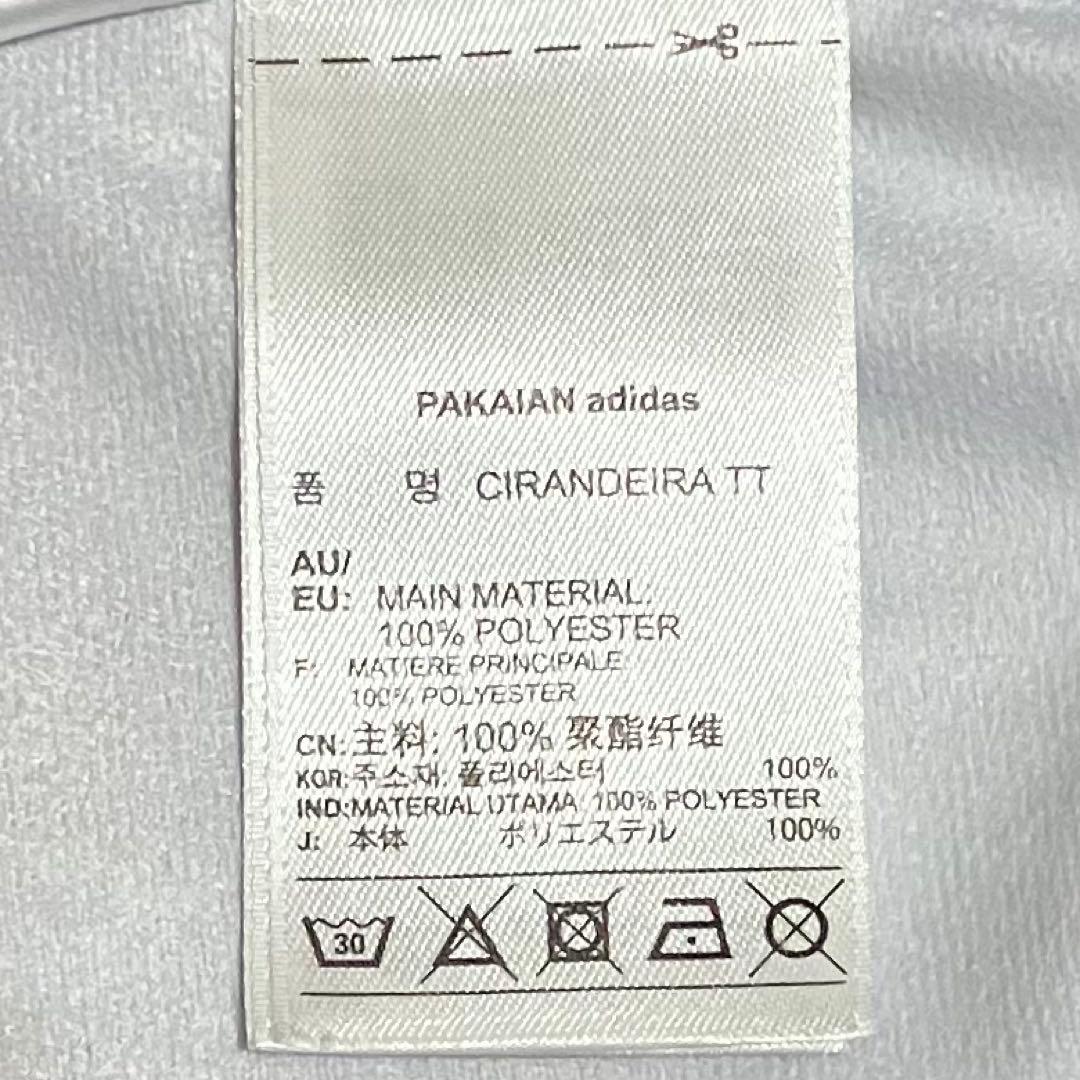 PAKAIAN adidas
품 명 CIRANDEIRA TT
AU/
EU: MAIN MATERIAL:
100% POLYESTER
F: MATIERE PRINCIPALE
100% POLYESTER
CN: 主料: 100% 聚酯纤维
KOR: 주소재: 폴리에스터 100%
IND: MATERIAL UTAMA: 100% POLYESTER
J: 本体 ポリエステル 100%
30